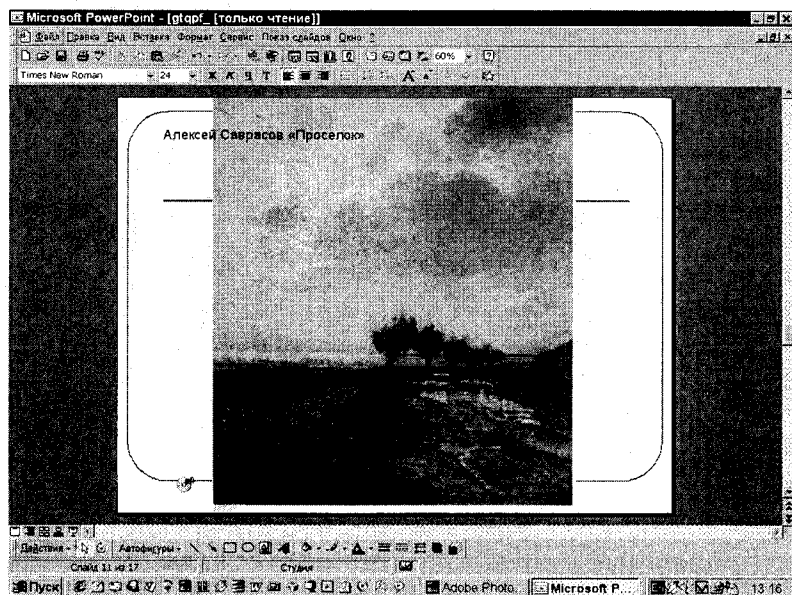 Microsoft PowerPoint - [gtqpf_ [только чтение]]
Файл Правка Вид Вставка Формат Сервис Показ слайдов Окно ?
60%
Times New Roman 24 Ж К Ч Т
Алексей Саврасов «Проселок»
Действия Автофигуры
Слайд 11 из 17 Студия
Пуск Adobe Photo... Microsoft P... 13:16